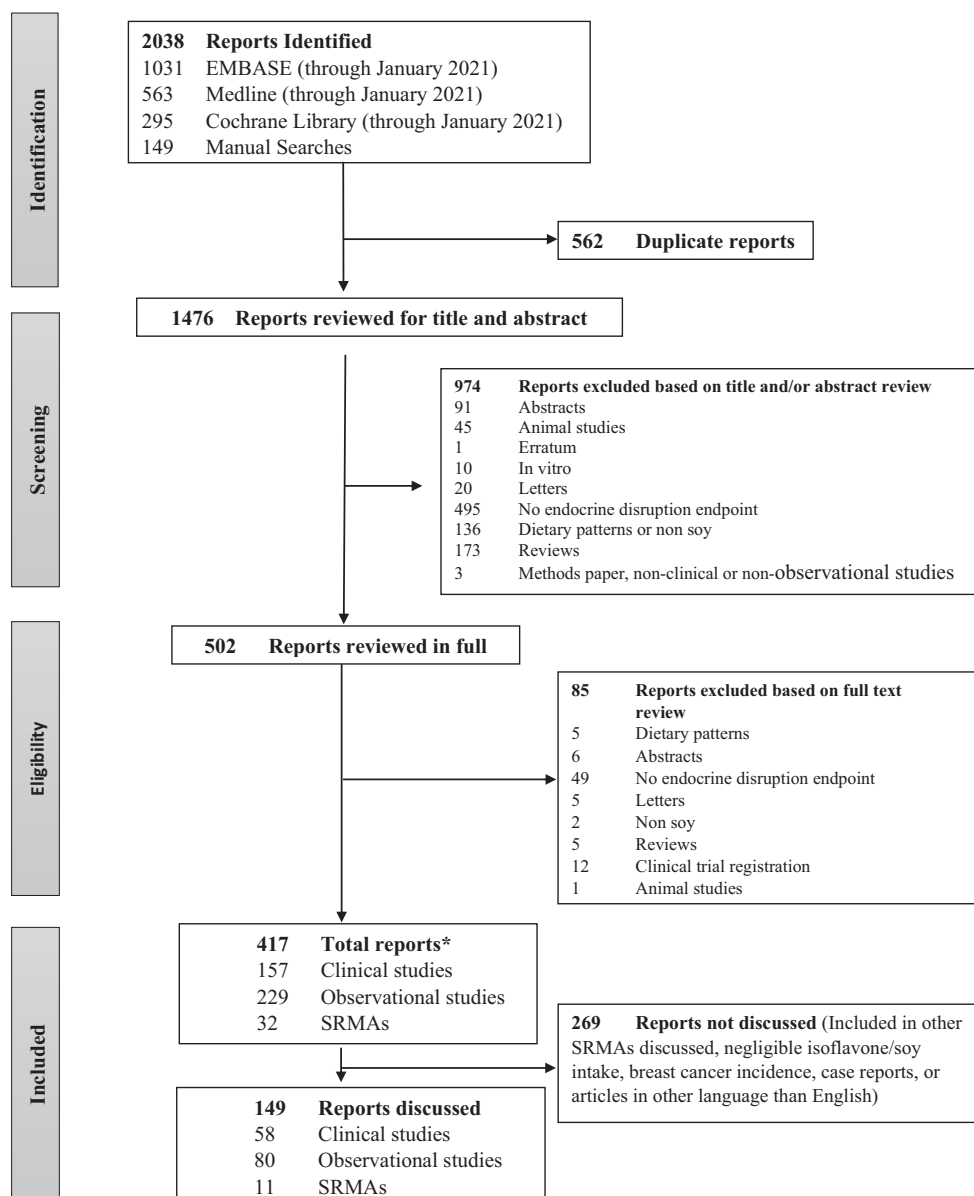 Identification
2038 Reports Identified
1031 EMBASE (through January 2021)
563 Medline (through January 2021)
295 Cochrane Library (through January 2021)
149 Manual Searches
562 Duplicate reports
Screening
1476 Reports reviewed for title and abstract
974 Reports excluded based on title and/or abstract review
91 Abstracts
45 Animal studies
1 Erratum
10 In vitro
20 Letters
495 No endocrine disruption endpoint
136 Dietary patterns or non soy
173 Reviews
3 Methods paper, non-clinical or non-observational studies
Eligibility
502 Reports reviewed in full
85 Reports excluded based on full text
review
5 Dietary patterns
6 Abstracts
49 No endocrine disruption endpoint
5 Letters
2 Non soy
5 Reviews
12 Clinical trial registration
1 Animal studies
Included
417 Total reports*
157 Clinical studies
229 Observational studies
32 SRMAs
269 Reports not discussed (Included in other
SRMAs discussed, negligible isoflavone/soy
intake, breast cancer incidence, case reports, or
articles in other language than English)
149 Reports discussed
58 Clinical studies
80 Observational studies
11 SRMAs